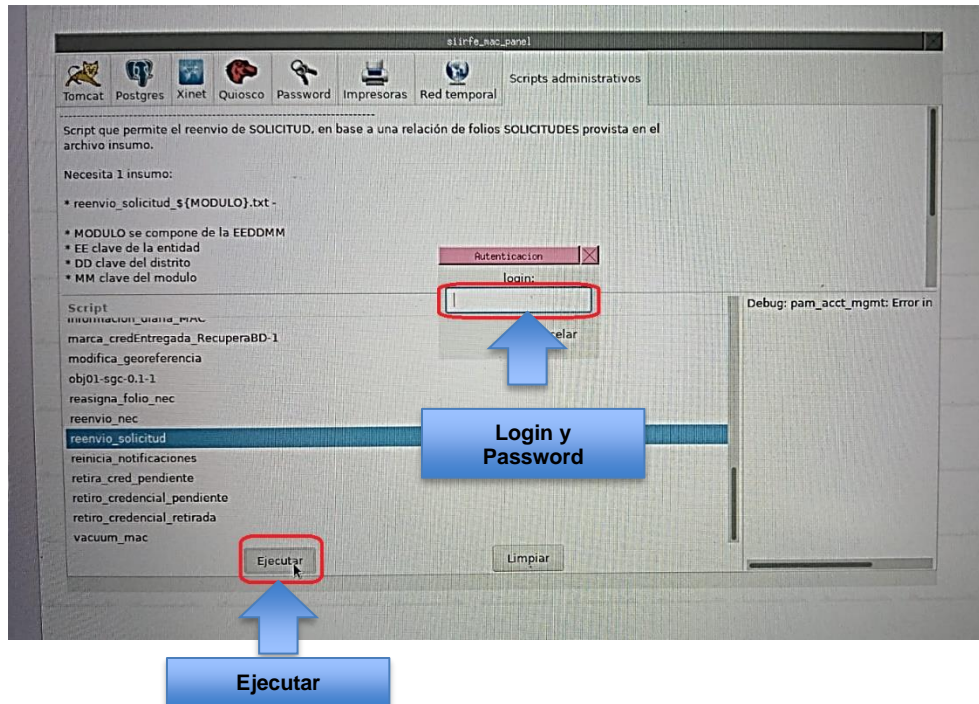 siirfe_mac_panel
Tomcat Postgres Xinet Quiosco Password Impresoras Red temporal Scripts administrativos
Script que permite el reenvio de SOLICITUD, en base a una relación de folios SOLICITUDES provista en el
archivo insumo.
Necesita 1 insumo:
* reenvio_solicitud_${MODULO}.txt -
* MODULO se compone de la EEDDMM
* EE clave de la entidad
* DD clave del distrito
* MM clave del modulo
Autenticacion
login:
elar
Script
informacion_diaria_MAC
marca_credEntregada_RecuperaBD-1
modifica_georeferencia
obj01-sgc-0.1-1
reasigna_folio_nec
reenvio_nec
reenvio_solicitud
reinicia_notificaciones
retira_cred_pendiente
retiro_credencial_pendiente
retiro_credencial_retirada
vacuum_mac
Debug: pam_acct_mgmt: Error in
Login y
Password
Ejecutar
Limpiar
Ejecutar